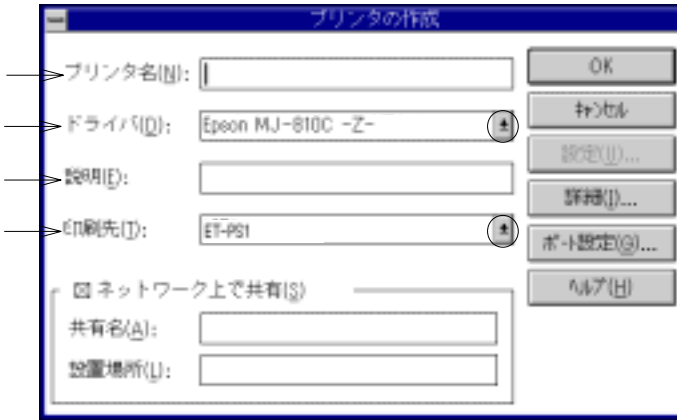 プリンタの作成
プリンタ名(N):
ドライバ(D): Epson MJ-810C -Z-
説明(E):
印刷先(T): ET-PS1
ネットワーク上で共有(S)
共有名(A):
設置場所(L):
OK
ｷｬﾝｾﾙ
設定(U)...
詳細(I)...
ﾎﾟｰﾄ設定(G)...
ﾍﾙﾌﾟ(H)